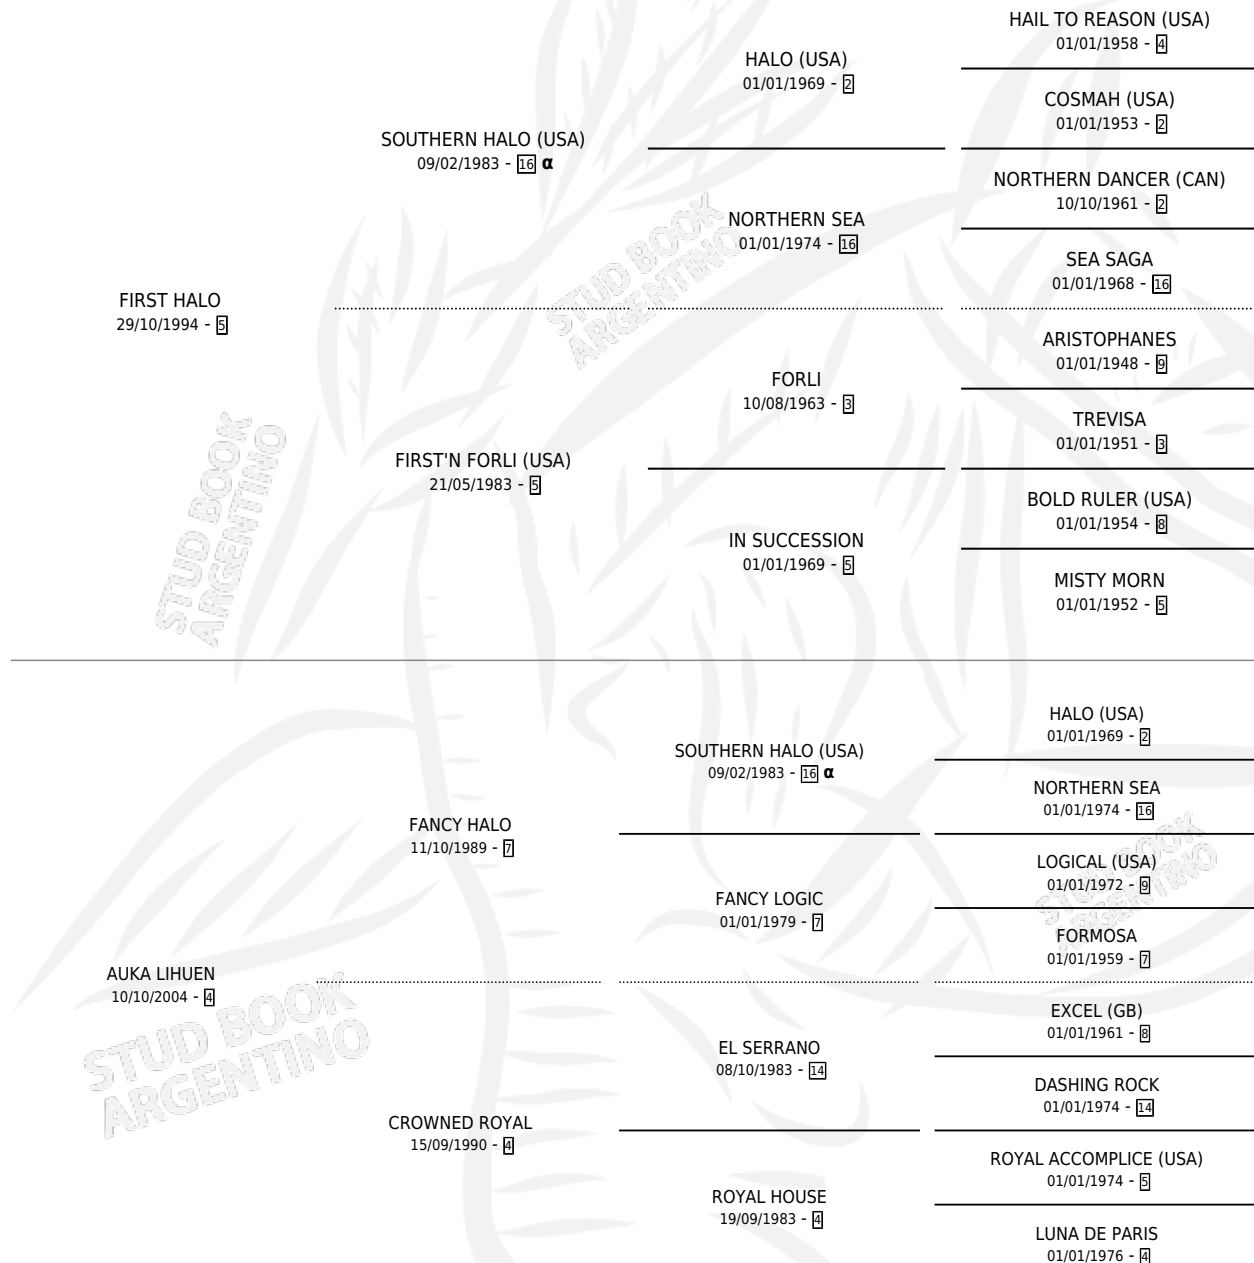 HAIL TO REASON (USA)
01/01/1958 - 4
HALO (USA)
01/01/1969 - 2
COSMAH (USA)
01/01/1953 - 2
SOUTHERN HALO (USA)
09/02/1983 - 16 α
NORTHERN DANCER (CAN)
10/10/1961 - 2
NORTHERN SEA
01/01/1974 - 16
SEA SAGA
01/01/1968 - 16
FIRST HALO
29/10/1994 - 5
STUD BOOK
ARGENTINO
ARISTOPHANES
01/01/1948 - 9
FORLI
10/08/1963 - 3
TREVISA
01/01/1951 - 3
FIRST'N FORLI (USA)
21/05/1983 - 5
BOLD RULER (USA)
01/01/1954 - 8
IN SUCCESSION
01/01/1969 - 5
MISTY MORN
01/01/1952 - 5
STUD BOOK
ARGENTINO
HALO (USA)
01/01/1969 - 2
SOUTHERN HALO (USA)
09/02/1983 - 16 α
NORTHERN SEA
01/01/1974 - 16
FANCY HALO
11/10/1989 - 7
LOGICAL (USA)
01/01/1972 - 9
FANCY LOGIC
01/01/1979 - 7
STUD BOOK
ARGENTINO
FORMOSA
01/01/1959 - 7
AUKA LIHUEN
10/10/2004 - 4
STUD BOOK
ARGENTINO
EXCEL (GB)
01/01/1961 - 8
EL SERRANO
08/10/1983 - 14
DASHING ROCK
01/01/1974 - 14
CROWNED ROYAL
15/09/1990 - 4
ROYAL ACCOMPLICE (USA)
01/01/1974 - 5
ROYAL HOUSE
19/09/1983 - 4
LUNA DE PARIS
01/01/1976 - 4